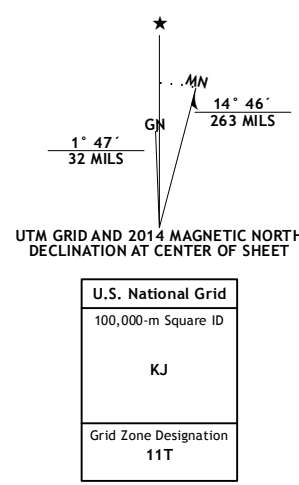 ★
MN
GN
14° 46´
263 MILS
1° 47´
32 MILS
UTM GRID AND 2014 MAGNETIC NORTH
DECLINATION AT CENTER OF SHEET
U.S. National Grid
100,000-m Square ID
KJ
Grid Zone Designation
11T